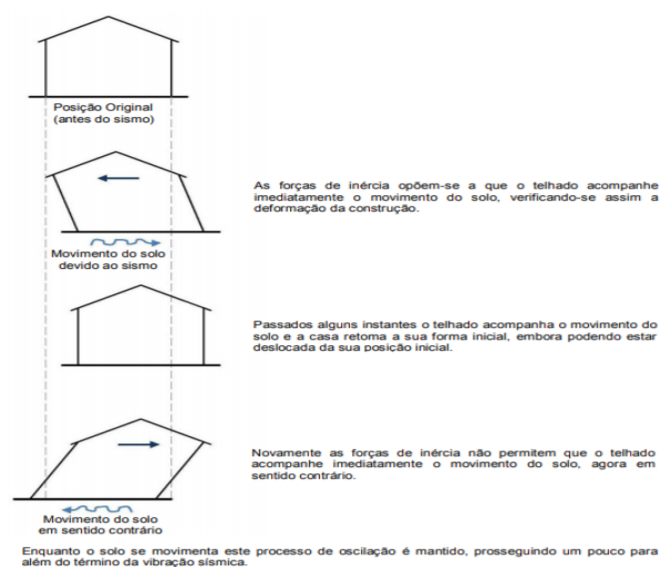 Posição Original
(antes do sismo)
As forças de inércia opõem-se a que o telhado acompanhe
imediatamente o movimento do solo, verificando-se assim a
deformação da construção.
Movimento do solo
devido ao sismo
Passados alguns instantes o telhado acompanha o movimento do
solo e a casa retoma a sua forma inicial, embora podendo estar
deslocada da sua posição inicial.
Novamente as forças de inércia não permitem que o telhado
acompanhe imediatamente o movimento do solo, agora em
sentido contrário.
Movimento do solo
em sentido contrário
Enquanto o solo se movimenta este processo de oscilação é mantido, prosseguindo um pouco para
além do término da vibração sísmica.